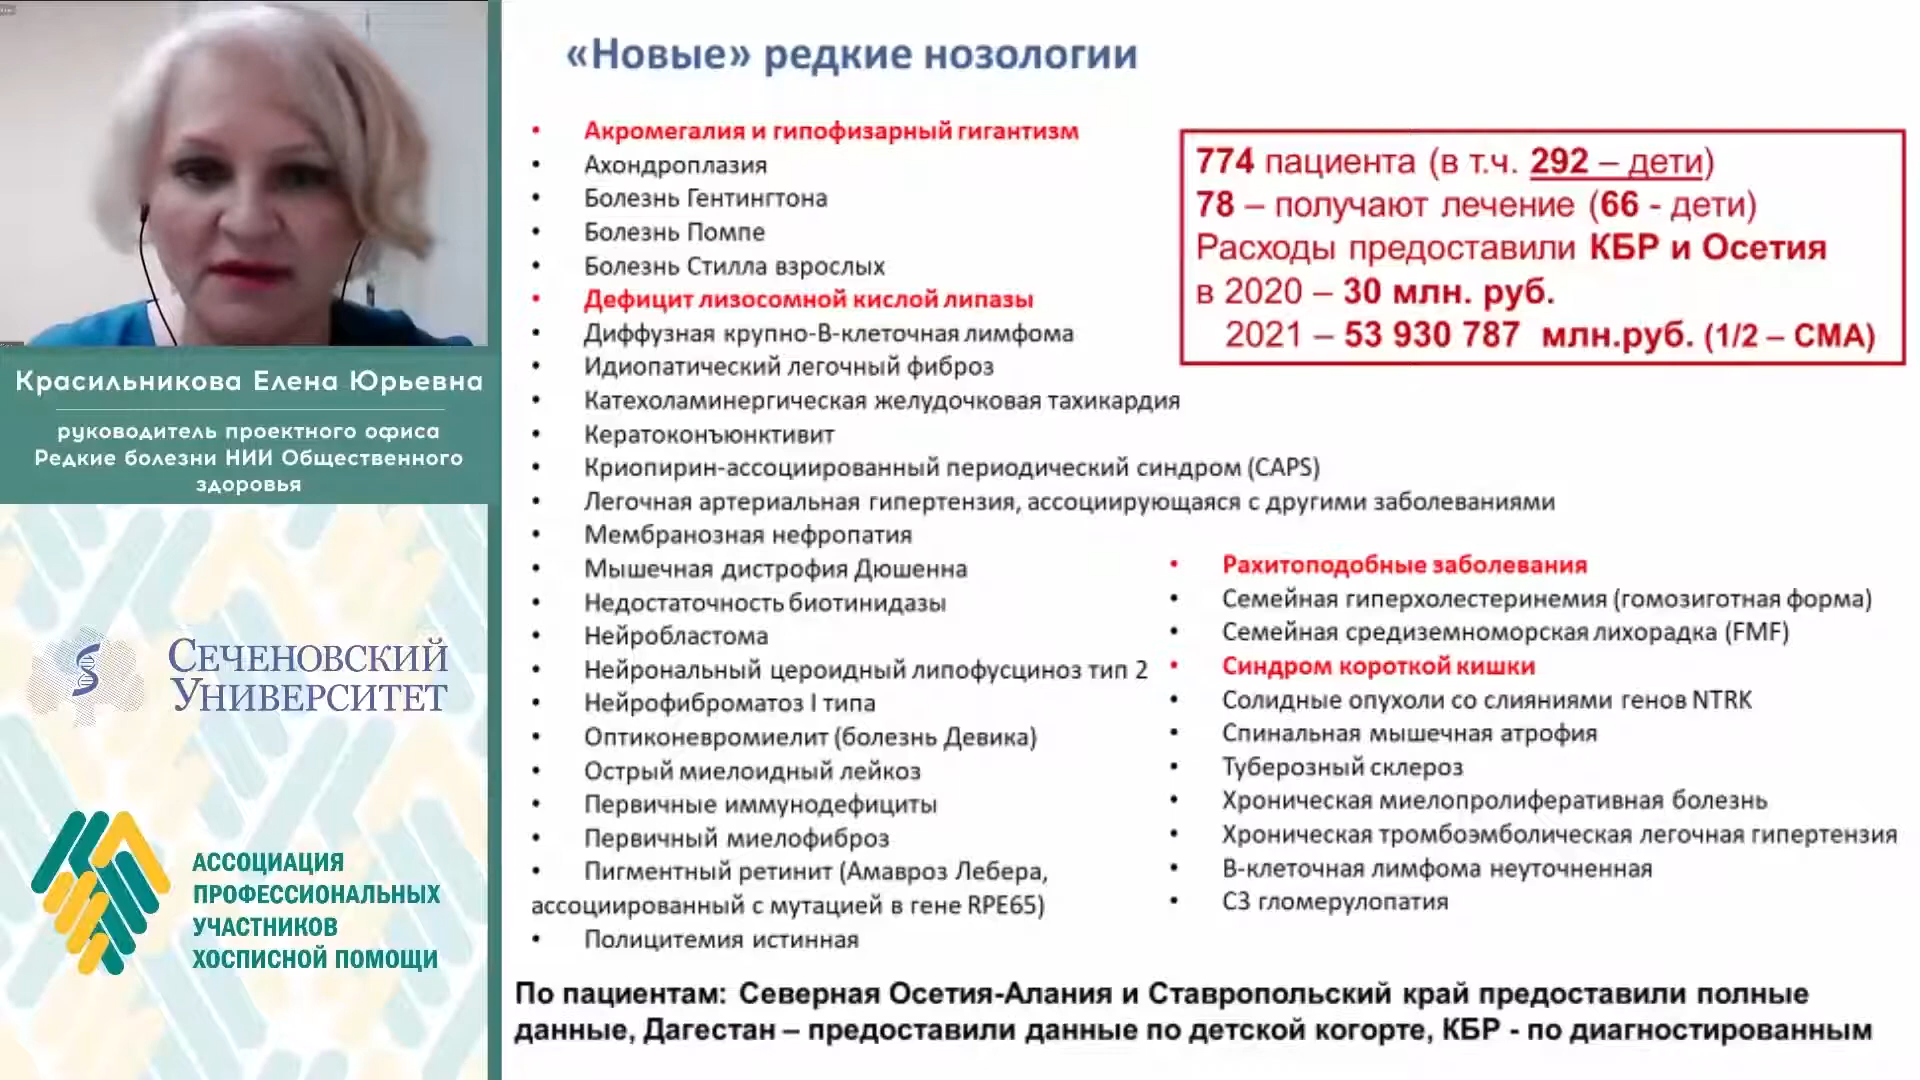 Красильникова Елена Юрьевна
руководитель проектного офиса
Редкие болезни НИИ Общественного
здоровья
СЕЧЕНОВСКИЙ
УНИВЕРСИТЕТ
АССОЦИАЦИЯ
ПРОФЕССИОНАЛЬНЫХ
УЧАСТНИКОВ
ХОСПИСНОЙ ПОМОЩИ
«Новые» редкие нозологии
• Акромегалия и гипофизарный гигантизм
• Ахондроплазия
• Болезнь Гентингтона
• Болезнь Помпе
• Болезнь Стилла взрослых
• Дефицит лизосомной кислой липазы
• Диффузная крупно-В-клеточная лимфома
• Идиопатический легочный фиброз
• Катехоламинергическая желудочковая тахикардия
• Кератоконъюнктивит
• Криопирин-ассоциированный периодический синдром (CAPS)
• Легочная артериальная гипертензия, ассоциирующаяся с другими заболеваниями
• Мембранозная нефропатия
• Мышечная дистрофия Дюшенна
• Недостаточность биотинидазы
• Нейробластома
• Нейрональный цероидный липофусциноз тип 2
• Нейрофиброматоз I типа
• Оптиконевромиелит (болезнь Девика)
• Острый миелоидный лейкоз
• Первичные иммунодефициты
• Первичный миелофиброз
• Пигментный ретинит (Амавроз Лебера,
ассоциированный с мутацией в гене RPE65)
• Полицитемия истинная
774 пациента (в т.ч. 292 – дети)
78 – получают лечение (66 - дети)
Расходы предоставили КБР и Осетия
в 2020 – 30 млн. руб.
2021 – 53 930 787 млн.руб. (1/2 – СМА)
• Рахитоподобные заболевания
• Семейная гиперхолестеринемия (гомозиготная форма)
• Семейная средиземноморская лихорадка (FMF)
• Синдром короткой кишки
• Солидные опухоли со слияниями генов NTRK
• Спинальная мышечная атрофия
• Туберозный склероз
• Хроническая миелопролиферативная болезнь
• Хроническая тромбоэмболическая легочная гипертензия
• В-клеточная лимфома неуточненная
• С3 гломерулопатия
По пациентам: Северная Осетия-Алания и Ставропольский край предоставили полные
данные, Дагестан – предоставили данные по детской когорте, КБР - по диагностированным